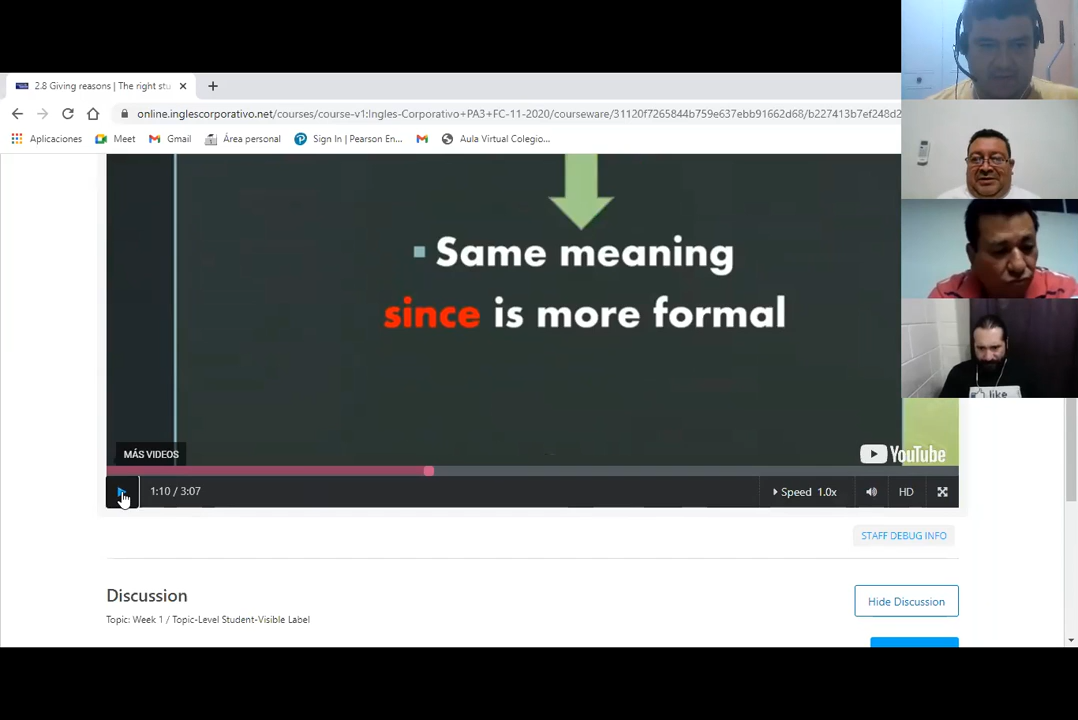 2.8 Giving reasons | The right stu
online.inglescorporativo.net/courses/course-v1:Ingles-Corporativo+PA3+FC-11-2020/courseware/31120f7265844b759e637ebb91662d68/b227413b7ef248d2
Aplicaciones
Meet
Gmail
Área personal
Sign In | Pearson En...
Aula Virtual Colegio...
Same meaning
since is more formal
MÁS VIDEOS
YouTube
1:10 / 3:07
Speed 1.0x
HD
STAFF DEBUG INFO
Discussion
Hide Discussion
Topic: Week 1 / Topic-Level Student-Visible Label
like